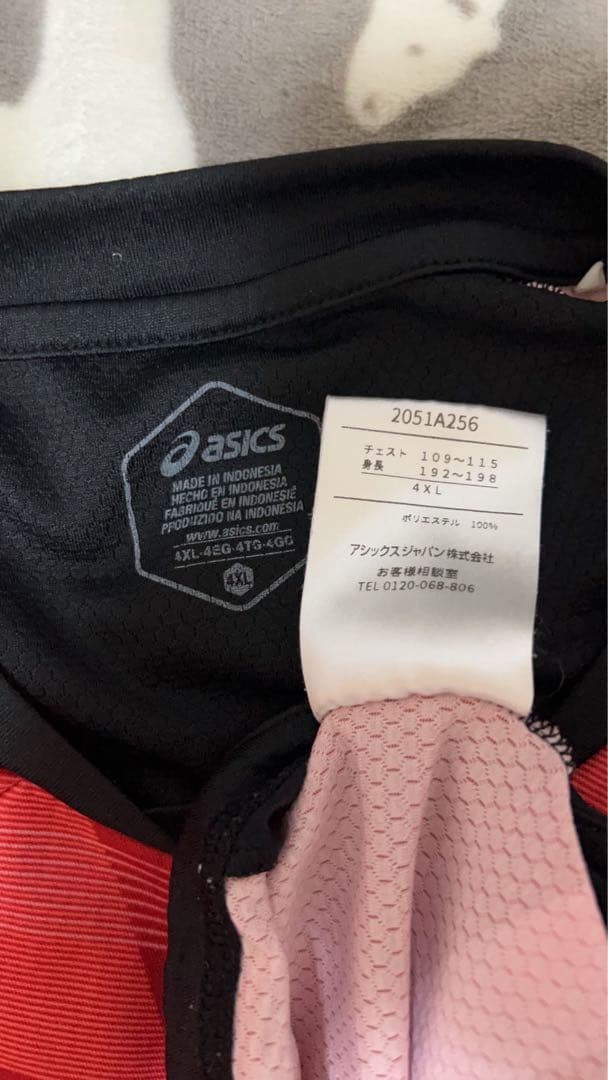 asics
MADE IN INDONESIA
HECHO EN INDONESIA
FABRIQUÉ EN INDONÉSIE
PRODUZIDO NA INDONÉSIA
www.asics.com
4XL·4EG·4TG·4GG
4XL
2051A256
チェスト 109～115
身長 192～198
4XL
ポリエステル 100%
アシックスジャパン株式会社
お客様相談室
TEL 0120-068-806